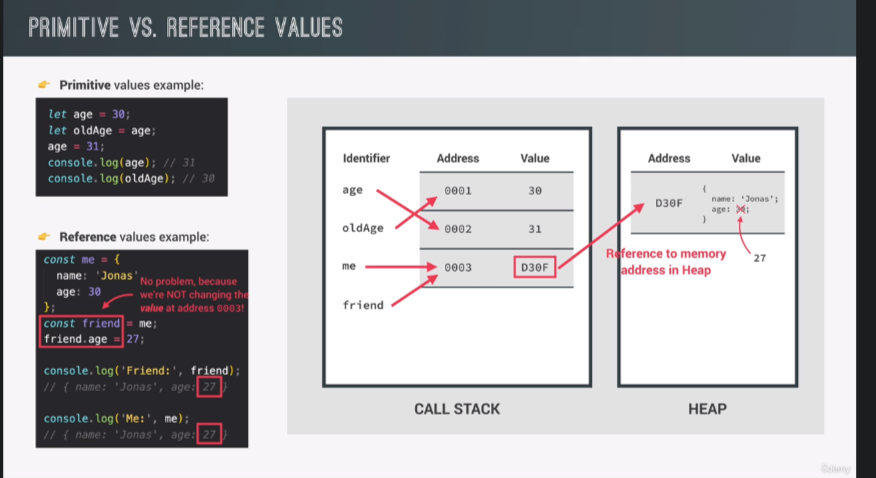 PRIMITIVE VS. REFERENCE VALUES
Primitive values example:
let age = 30;
let oldAge = age;
age = 31;
console.log(age); // 31
console.log(oldAge); // 30
Reference values example:
const me = {
name: 'Jonas'
age: 30
};
const friend = me;
friend.age = 27;
console.log('Friend:', friend);
// { name: 'Jonas', age: 27 }
console.log('Me:', me);
// { name: 'Jonas', age: 27 }
No problem, because
we're NOT changing the
value at address 0003!
Identifier Address Value
age 0001 30
oldAge 0002 31
me 0003 D30F
friend
CALL STACK
Address Value
D30F
{
name: 'Jonas';
age: 30;
}
27
Reference to memory
address in Heap
HEAP
Udemy